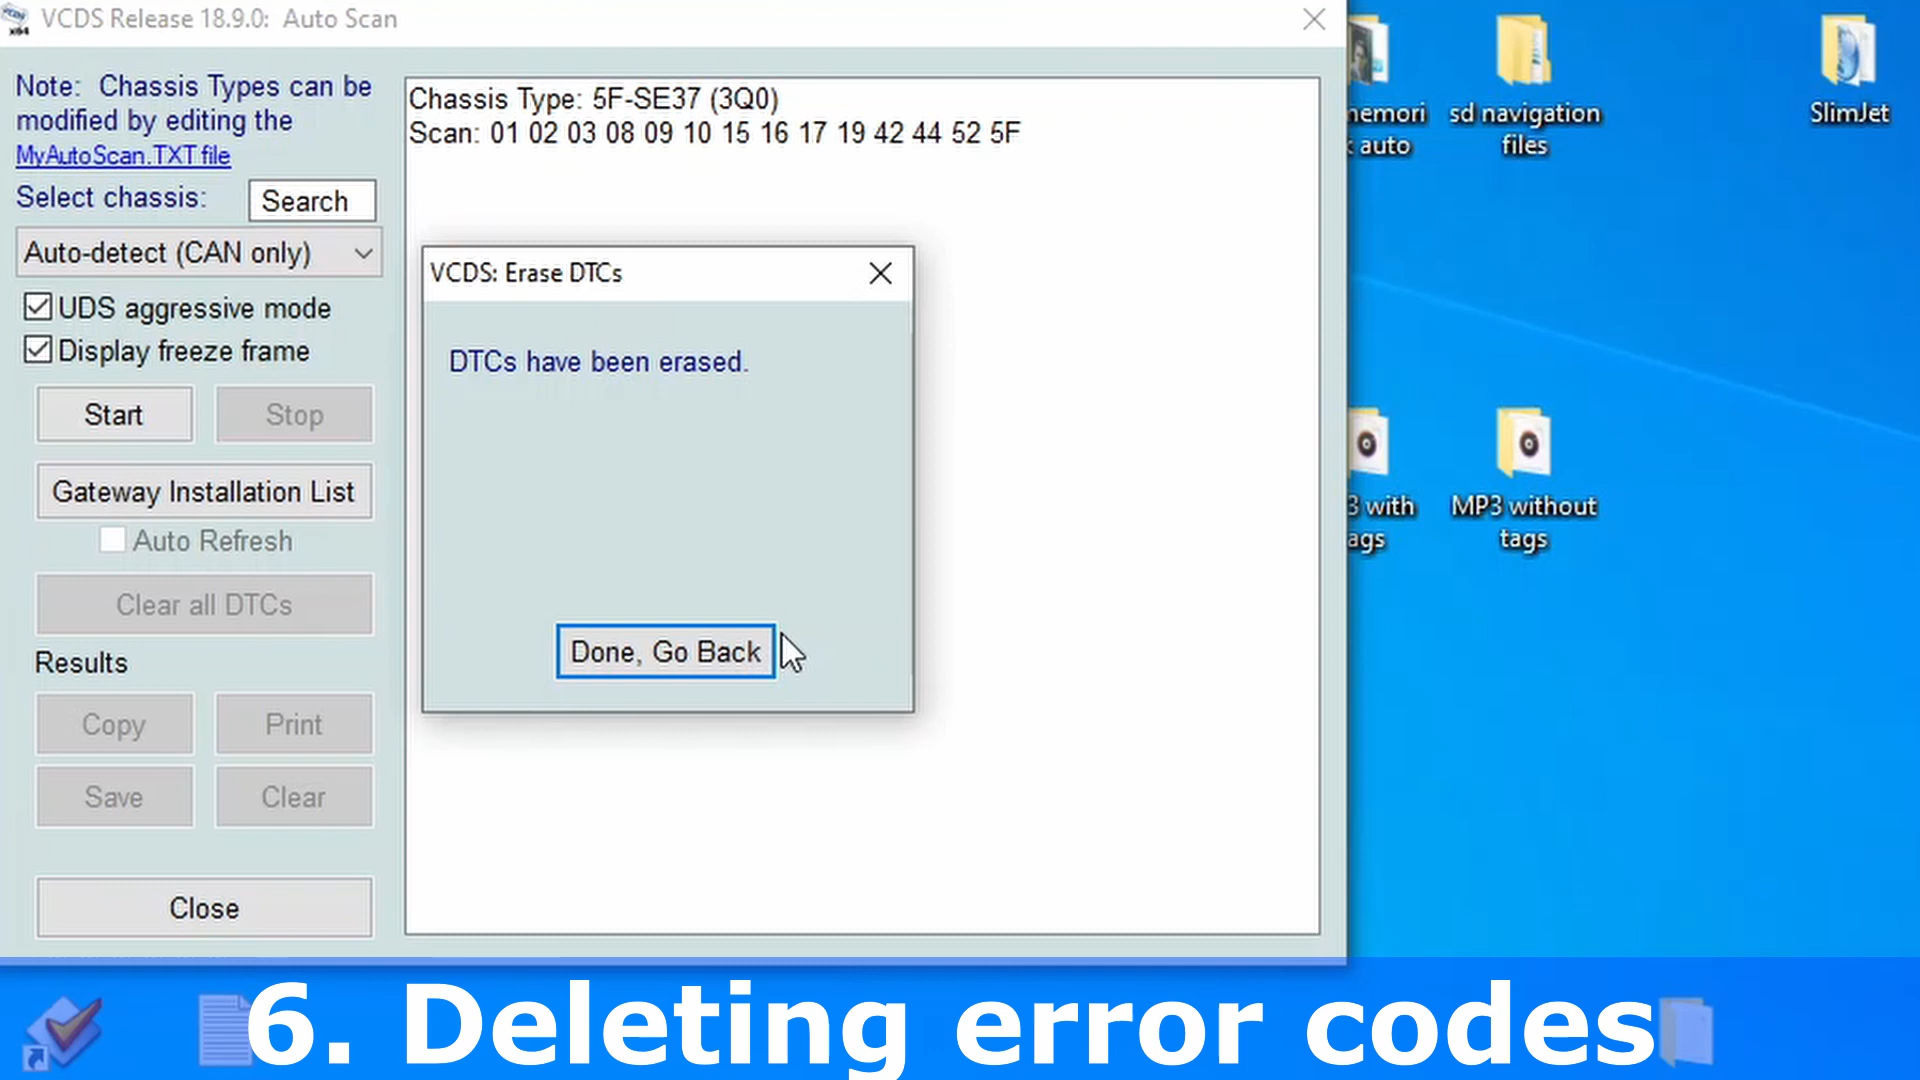 VCDS Release 18.9.0: Auto Scan
Note: Chassis Types can be
modified by editing the
MyAutoScan.TXT file
Select chassis:
Search
Auto-detect (CAN only)
UDS aggressive mode
Display freeze frame
Start
Stop
Gateway Installation List
Auto Refresh
Clear all DTCs
Results
Copy
Print
Save
Clear
Close
Chassis Type: 5F-SE37 (3Q0)
Scan: 01 02 03 08 09 10 15 16 17 19 42 44 52 5F
VCDS: Erase DTCs
DTCs have been erased.
Done, Go Back
auto
sd navigation
files
SlimJet
3 with
MP3 without
tags
6. Deleting error codes